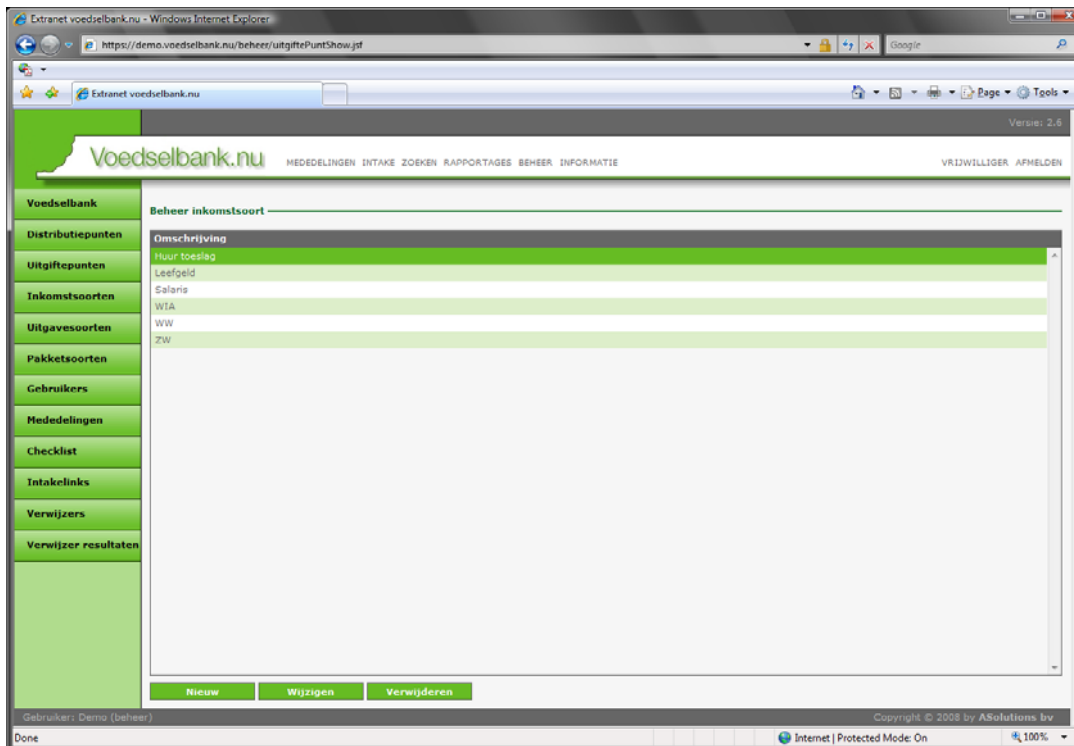 Extranet voedselbank.nu - Windows Internet Explorer
https://demo.voedselbank.nu/beheer/uitgiftePuntShow.jsf
Google
Extranet voedselbank.nu
Page
Tools
Versie: 2.6
Voedselbank.nu
MEDEDELINGEN INTAKE ZOEKEN RAPPORTAGES BEHEER INFORMATIE
VRIJWILLIGER AFMELDEN
Voedselbank
Distributiepunten
Uitgiftepunten
Inkomstsoorten
Uitgavesoorten
Pakketsoorten
Gebruikers
Mededelingen
Checklist
Intakelinks
Verwijzers
Verwijzer resultaten
Beheer inkomstsoort
Omschrijving
Huur toeslag
Leefgeld
Salaris
WIA
WW
ZW
Nieuw
Wijzigen
Verwijderen
Gebruiker: Demo (beheer)
Copyright © 2008 by ASolutions bv
Done
Internet | Protected Mode: On
100%